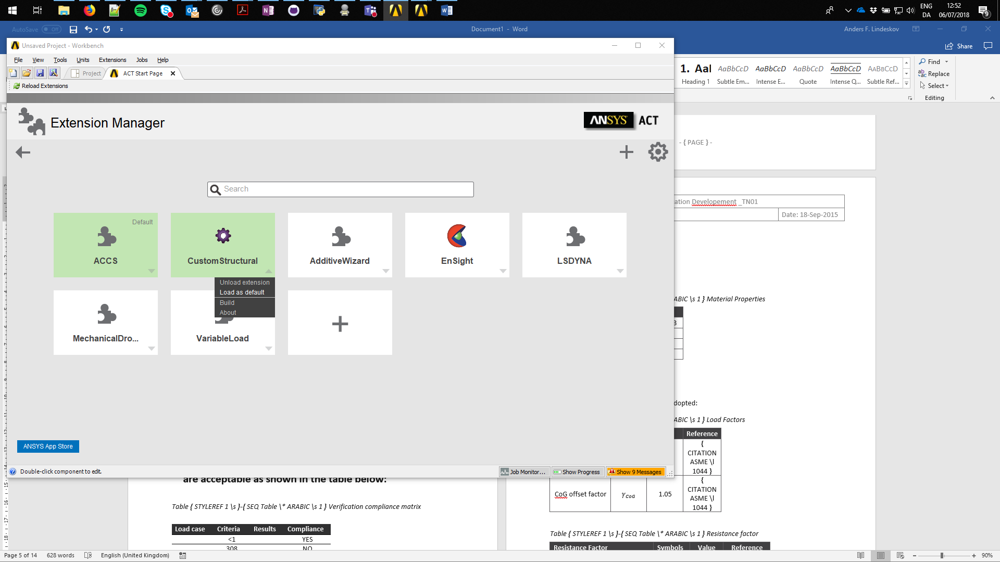 ENG
DA
12:52
06/07/2018
9
AutoSave Off
Document1 - Word
Anders F. Lindeskov
Share
Unsaved Project - Workbench
File View Tools Units Extensions Jobs Help
Project
ACT Start Page
Reload Extensions
Extension Manager
ANSYS ACT
Search
Default
ACCS
CustomStructural
AdditiveWizard
EnSight
LSDYNA
Unload extension
Load as default
Build
About
MechanicalDro...
VariableLoad
ANSYS App Store
Double-click component to edit.
Job Monitor...
Show Progress
Show 9 Messages
1. AaI AaBbCcD AaBbCcD AaBbCcD AaBbCcD AABBCCD
Heading 1 Subtle Em... Intense E... Quote Intense Q... Subtle Ref...
Find
Replace
Select
Editing
- { PAGE } -
ation Developement _TN01
Date: 18-Sep-2015
ABIC \s 1 } Material Properties
3
dopted:
ABIC \s 1 } Load Factors
Reference
{
CITATION
ASME \l
1044 }
CoG offset factor γCoG 1.05
{
CITATION
ASME \l
1044 }
Table { STYLEREF 1 \s }-{ SEQ Table \* ARABIC \s 1 } Resistance factor
Resistance Factor Symbols Value Reference
are acceptable as shown in the table below:
Table { STYLEREF 1 \s }-{ SEQ Table \* ARABIC \s 1 } Verification compliance matrix
Load case Criteria Results Compliance
<1 YES
308 NO
Page 5 of 14 628 words English (United Kingdom)
90%